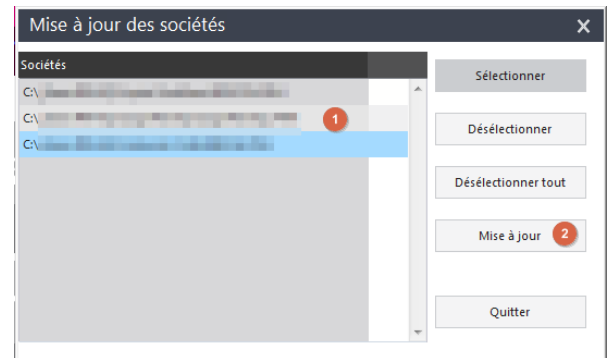 Mise à jour des sociétés
Sociétés
Sélectionner
C:\
C:\ 1
Désélectionner
C:\
Désélectionner tout
Mise à jour 2
Quitter